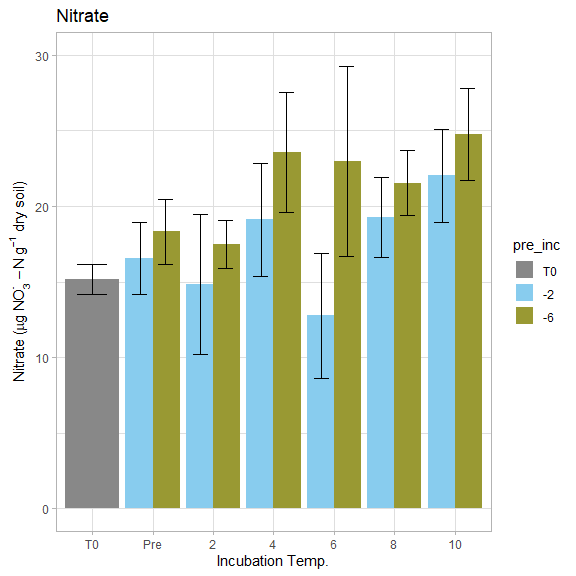 Nitrate
30
20
10
0
Nitrate (µg NO₃⁻ – N g⁻¹ dry soil)
T0 Pre 2 4 6 8 10
Incubation Temp.
pre_inc
T0
-2
-6